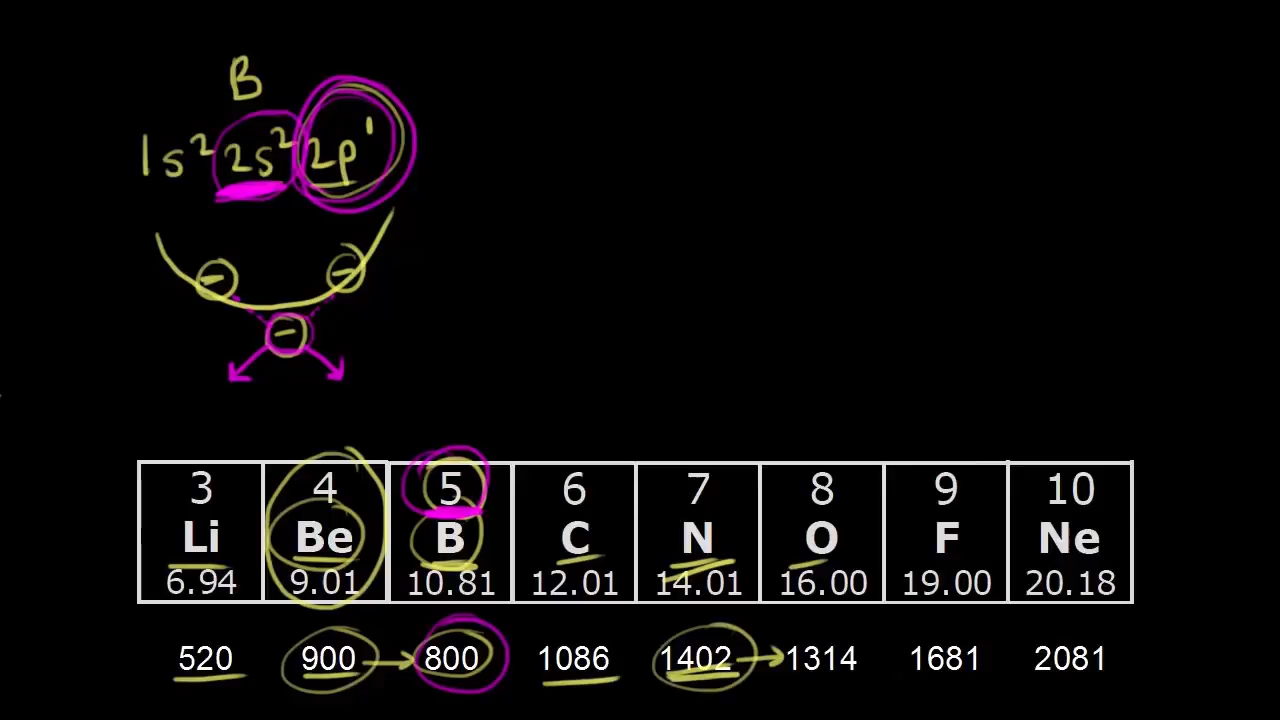 B
1s² 2s² 2p¹
− −
−
3 4 5 6 7 8 9 10
Li Be B C N O F Ne
6.94 9.01 10.81 12.01 14.01 16.00 19.00 20.18
520 900 800 1086 1402 1314 1681 2081